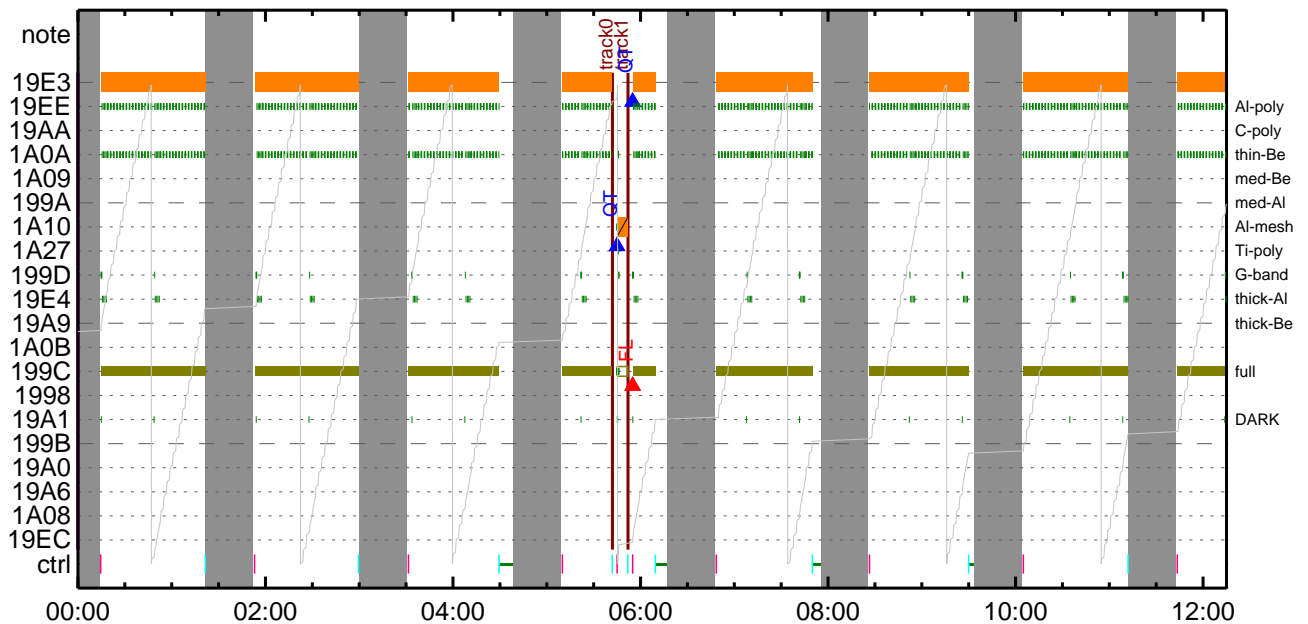 note
19E3
19EE
19AA
1A0A
1A09
199A
1A10
1A27
199D
19E4
19A9
1A0B
199C
1998
19A1
199B
19A0
19A6
1A08
19EC
ctrl
track0
track1
QT
QT
Al-poly
C-poly
thin-Be
med-Be
med-Al
Al-mesh
Ti-poly
G-band
thick-Al
thick-Be
full
DARK
00:00
02:00
04:00
06:00
08:00
10:00
12:00